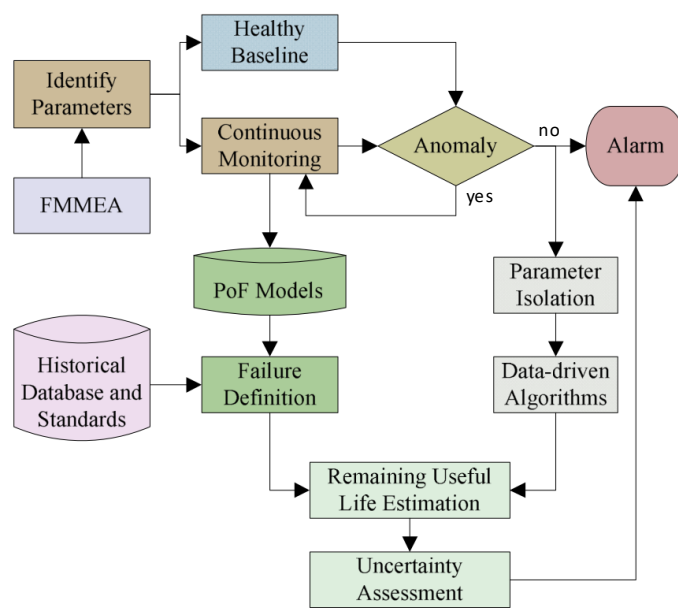 Healthy
Baseline
Identify
Parameters
Continuous
Monitoring
Anomaly
no
Alarm
yes
FMMEA
PoF Models
Parameter
Isolation
Historical
Database and
Standards
Failure
Definition
Data-driven
Algorithms
Remaining Useful
Life Estimation
Uncertainty
Assessment